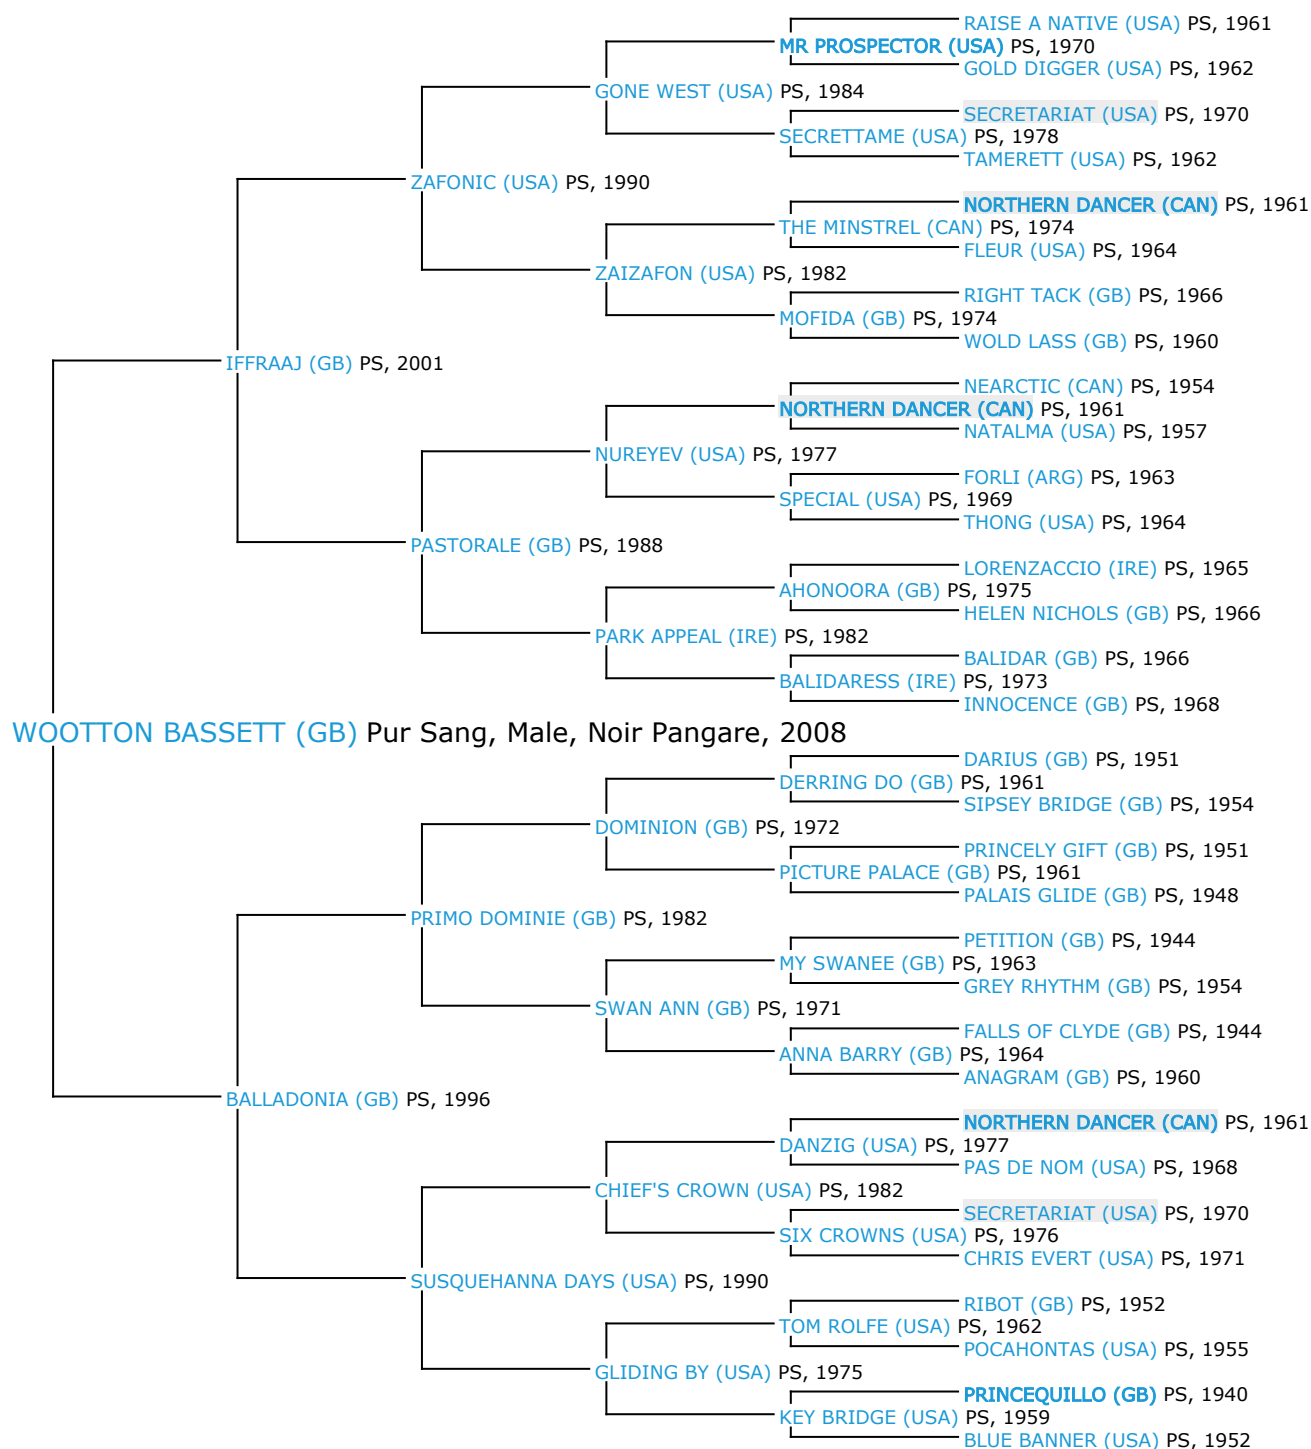 RAISE A NATIVE (USA) PS, 1961
MR PROSPECTOR (USA) PS, 1970
GOLD DIGGER (USA) PS, 1962
GONE WEST (USA) PS, 1984
SECRETARIAT (USA) PS, 1970
SECRETTAME (USA) PS, 1978
TAMERETT (USA) PS, 1962
ZAFONIC (USA) PS, 1990
NORTHERN DANCER (CAN) PS, 1961
THE MINSTREL (CAN) PS, 1974
FLEUR (USA) PS, 1964
ZAIZAFON (USA) PS, 1982
RIGHT TACK (GB) PS, 1966
MOFIDA (GB) PS, 1974
WOLD LASS (GB) PS, 1960
IFFRAAJ (GB) PS, 2001
NEARCTIC (CAN) PS, 1954
NORTHERN DANCER (CAN) PS, 1961
NATALMA (USA) PS, 1957
NUREYEV (USA) PS, 1977
FORLI (ARG) PS, 1963
SPECIAL (USA) PS, 1969
THONG (USA) PS, 1964
PASTORALE (GB) PS, 1988
LORENZACCIO (IRE) PS, 1965
AHONOORA (GB) PS, 1975
HELEN NICHOLS (GB) PS, 1966
PARK APPEAL (IRE) PS, 1982
BALIDAR (GB) PS, 1966
BALIDARESS (IRE) PS, 1973
INNOCENCE (GB) PS, 1968
WOOTTON BASSETT (GB) Pur Sang, Male, Noir Pangare, 2008
DARIUS (GB) PS, 1951
DERRING DO (GB) PS, 1961
SIPSEY BRIDGE (GB) PS, 1954
DOMINION (GB) PS, 1972
PRINCELY GIFT (GB) PS, 1951
PICTURE PALACE (GB) PS, 1961
PALAIS GLIDE (GB) PS, 1948
PRIMO DOMINIE (GB) PS, 1982
PETITION (GB) PS, 1944
MY SWANEE (GB) PS, 1963
GREY RHYTHM (GB) PS, 1954
SWAN ANN (GB) PS, 1971
FALLS OF CLYDE (GB) PS, 1944
ANNA BARRY (GB) PS, 1964
ANAGRAM (GB) PS, 1960
BALLADONIA (GB) PS, 1996
NORTHERN DANCER (CAN) PS, 1961
DANZIG (USA) PS, 1977
PAS DE NOM (USA) PS, 1968
CHIEF'S CROWN (USA) PS, 1982
SECRETARIAT (USA) PS, 1970
SIX CROWNS (USA) PS, 1976
CHRIS EVERT (USA) PS, 1971
SUSQUEHANNA DAYS (USA) PS, 1990
RIBOT (GB) PS, 1952
TOM ROLFE (USA) PS, 1962
POCAHONTAS (USA) PS, 1955
GLIDING BY (USA) PS, 1975
PRINCEQUILLO (GB) PS, 1940
KEY BRIDGE (USA) PS, 1959
BLUE BANNER (USA) PS, 1952